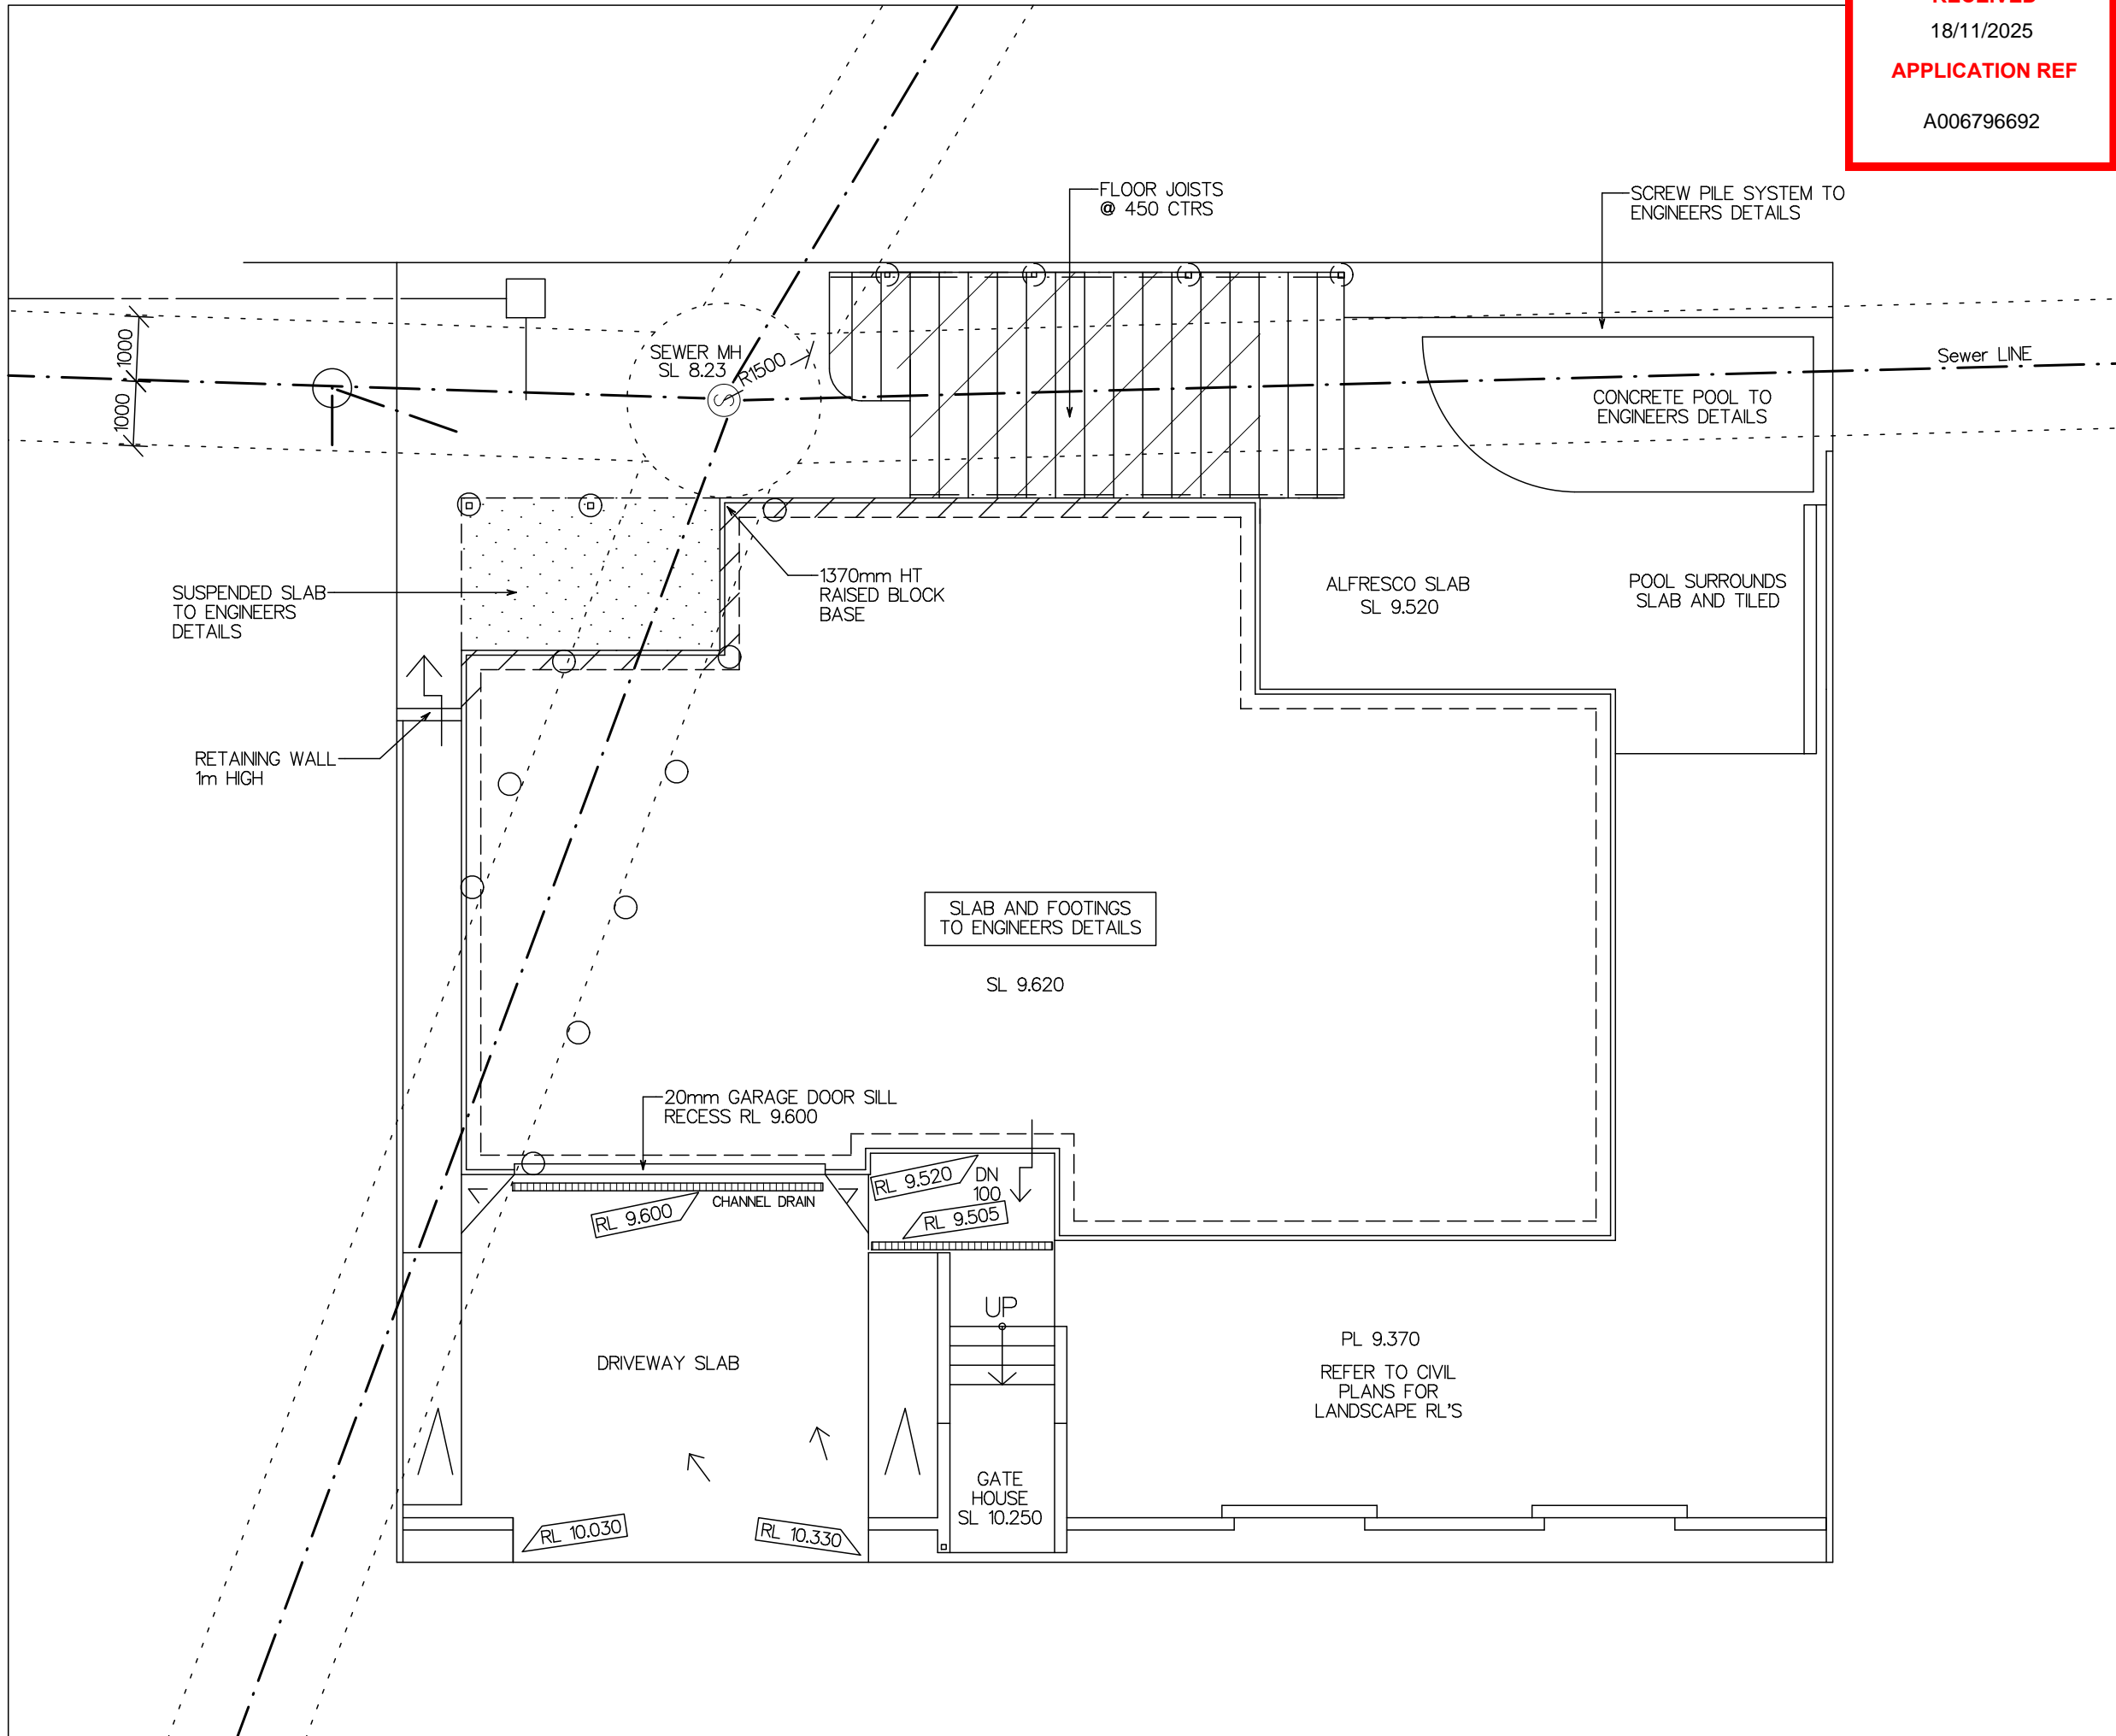 RECEIVED
18/11/2025
APPLICATION REF
A006796692
FLOOR JOISTS
@ 450 CTRS
SCREW PILE SYSTEM TO
ENGINEERS DETAILS
1000
1000
SEWER MH
SL 8.23
R1500
S
Sewer LINE
CONCRETE POOL TO
ENGINEERS DETAILS
SUSPENDED SLAB
TO ENGINEERS
DETAILS
1370mm HT
RAISED BLOCK
BASE
ALFRESCO SLAB
SL 9.520
POOL SURROUNDS
SLAB AND TILED
RETAINING WALL
1m HIGH
SLAB AND FOOTINGS
TO ENGINEERS DETAILS
SL 9.620
20mm GARAGE DOOR SILL
RECESS RL 9.600
RL 9.520
DN
100
CHANNEL DRAIN
RL 9.600
RL 9.505
UP
DRIVEWAY SLAB
PL 9.370
REFER TO CIVIL
PLANS FOR
LANDSCAPE RL'S
GATE
HOUSE
SL 10.250
RL 10.030
RL 10.330